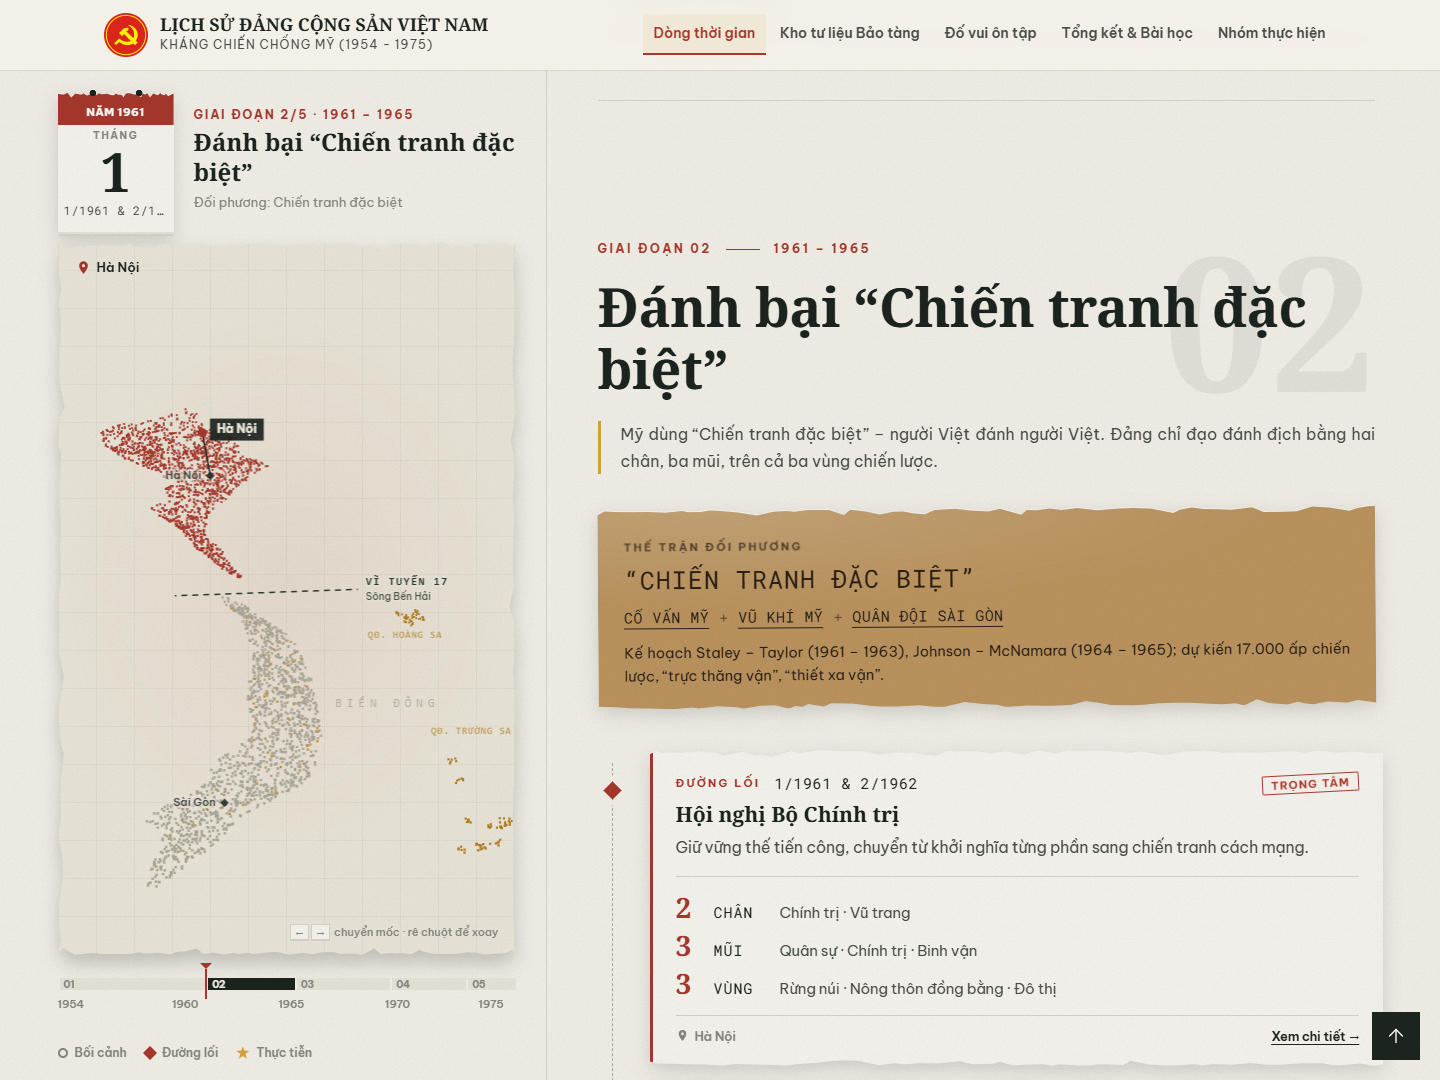 LỊCH SỬ ĐẢNG CỘNG SẢN VIỆT NAM
KHÁNG CHIẾN CHỐNG MỸ (1954 - 1975)
Dòng thời gian
Kho tư liệu Bảo tàng
Đố vui ôn tập
Tổng kết & Bài học
Nhóm thực hiện
NĂM 1961
THÁNG
1
1/1961 & 2/1…
GIAI ĐOẠN 2/5 · 1961 – 1965
Đánh bại “Chiến tranh đặc
biệt”
Đối phương: Chiến tranh đặc biệt
Hà Nội
Hà Nội
Hà Nội
VĨ TUYẾN 17
Sông Bến Hải
QĐ. HOÀNG SA
BIỂN ĐÔNG
QĐ. TRƯỜNG SA
Sài Gòn
← → chuyển mốc · rê chuột để xoay
01 02 03 04 05
1954 1960 1965 1970 1975
Bối cảnh Đường lối Thực tiễn
GIAI ĐOẠN 02 — 1961 – 1965
02
Đánh bại “Chiến tranh đặc
biệt”
Mỹ dùng “Chiến tranh đặc biệt” – người Việt đánh người Việt. Đảng chỉ đạo đánh địch bằng hai
chân, ba mũi, trên cả ba vùng chiến lược.
THẾ TRẬN ĐỐI PHƯƠNG
“CHIẾN TRANH ĐẶC BIỆT”
CỐ VẤN MỸ + VŨ KHÍ MỸ + QUÂN ĐỘI SÀI GÒN
Kế hoạch Staley – Taylor (1961 – 1963), Johnson – McNamara (1964 – 1965); dự kiến 17.000 ấp chiến
lược, “trực thăng vận”, “thiết xa vận”.
ĐƯỜNG LỐI 1/1961 & 2/1962
TRỌNG TÂM
Hội nghị Bộ Chính trị
Giữ vững thế tiến công, chuyển từ khởi nghĩa từng phần sang chiến tranh cách mạng.
2 CHÂN Chính trị · Vũ trang
3 MŨI Quân sự · Chính trị · Binh vận
3 VÙNG Rừng núi · Nông thôn đồng bằng · Đô thị
Hà Nội
Xem chi tiết →